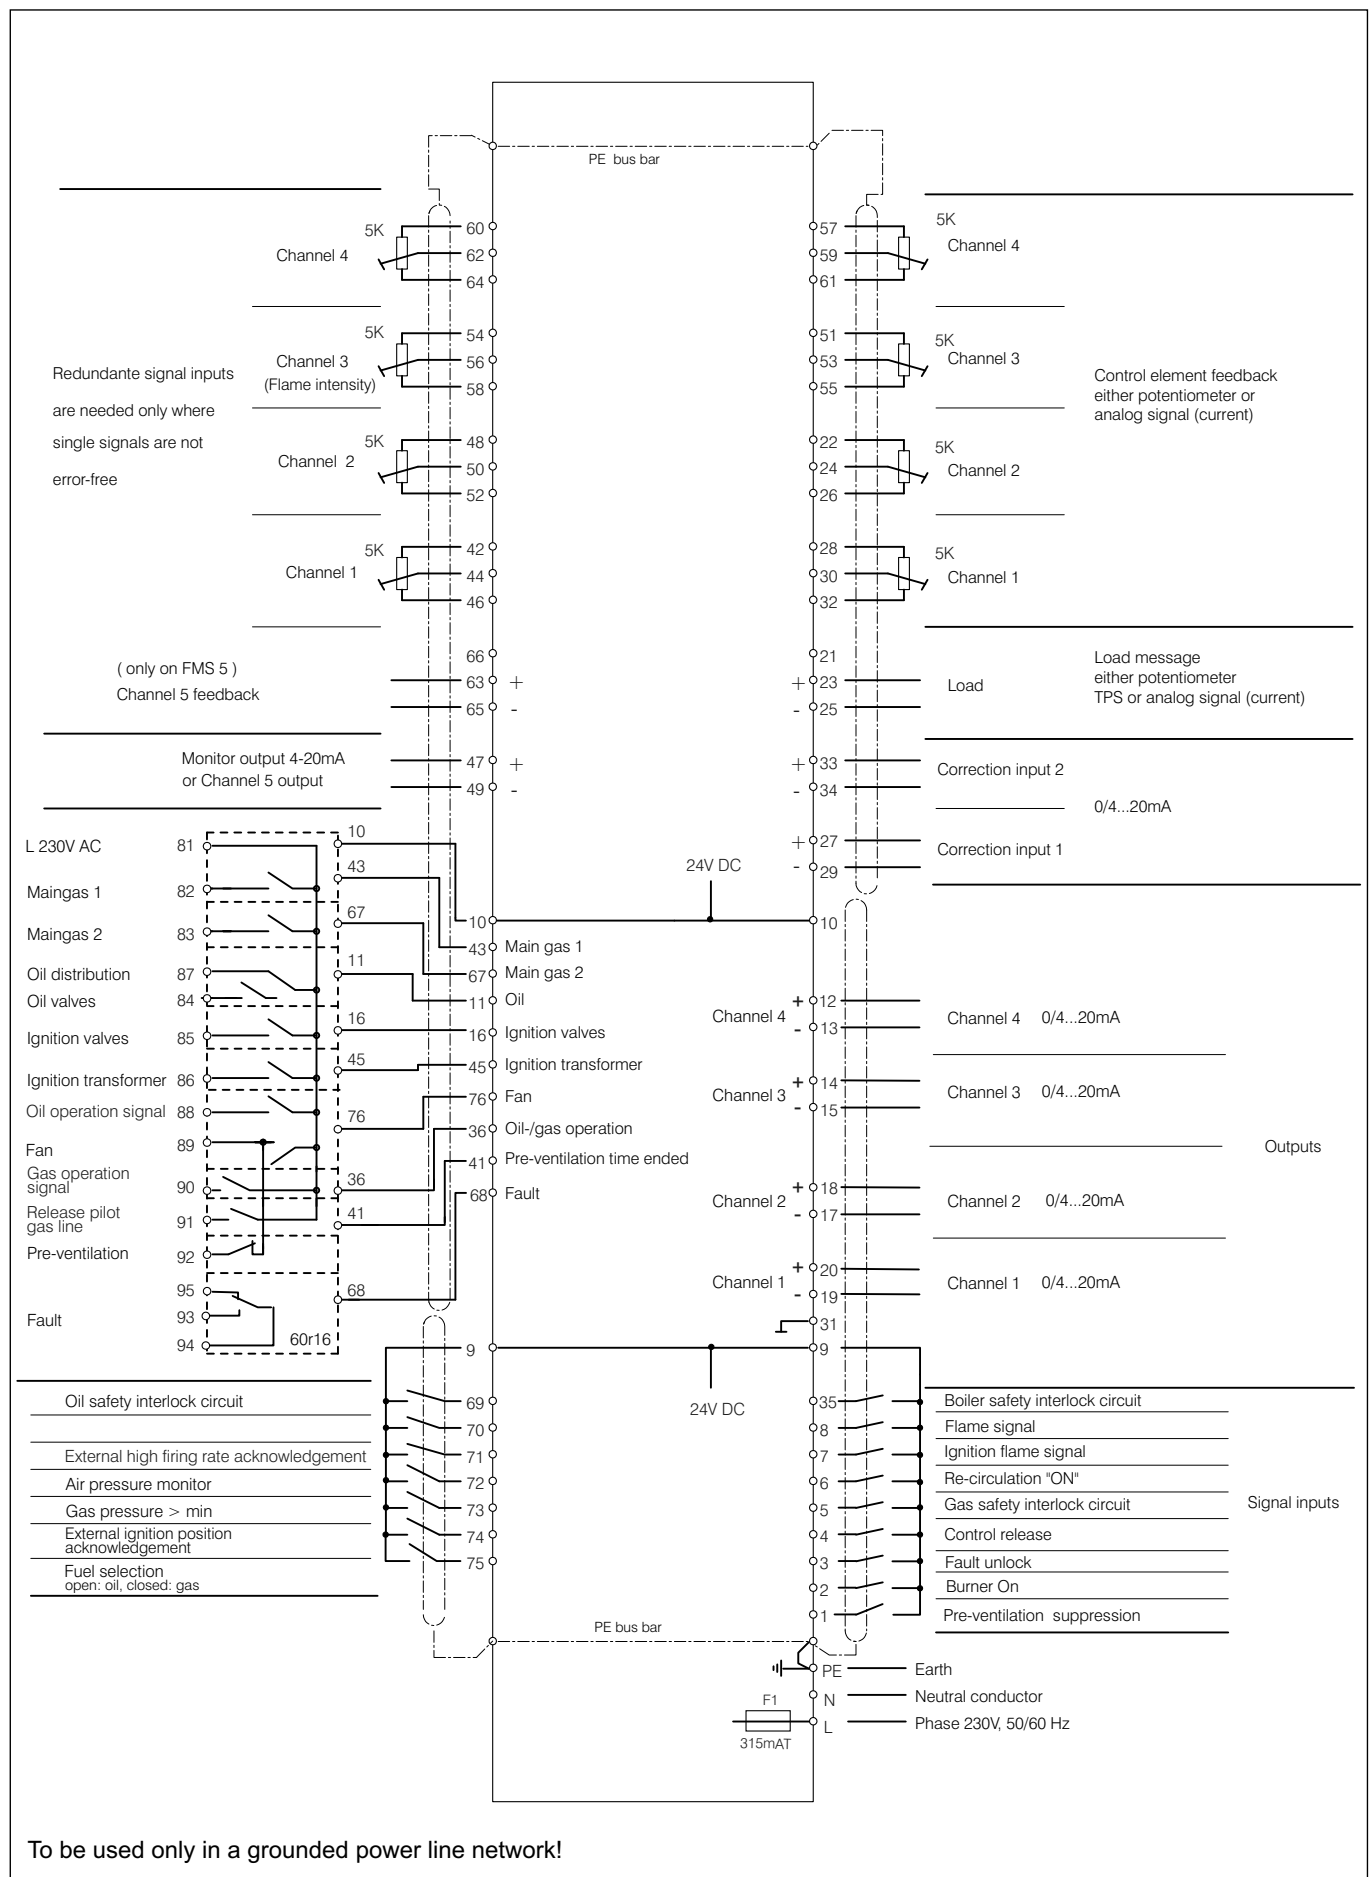 PE bus bar
5K
Channel 4
60
62
64
5K
Channel 3
(Flame intensity)
54
56
58
Redundante signal inputs
are needed only where
single signals are not
error-free
5K
Channel 2
48
50
52
5K
Channel 1
42
44
46
57
59
61
5K
Channel 4
51
53
55
5K
Channel 3
Control element feedback
either potentiometer or
analog signal (current)
22
24
26
5K
Channel 2
28
30
32
5K
Channel 1
( only on FMS 5 )
Channel 5 feedback
66
63 +
65 -
21
+ 23
- 25
Load
Load message
either potentiometer
TPS or analog signal (current)
Monitor output 4-20mA
or Channel 5 output
47 +
49 -
+ 33
- 34
Correction input 2
0/4...20mA
+ 27
- 29
Correction input 1
L 230V AC 81
Maingas 1 82
Maingas 2 83
Oil distribution 87
Oil valves 84
Ignition valves 85
Ignition transformer 86
Oil operation signal 88
Fan 89
Gas operation
signal 90
Release pilot
gas line 91
Pre-ventilation 92
95
Fault 93
94
60r16
10
43
67
11
16
45
76
36
41
68
24V DC
10
10
43 Main gas 1
67 Main gas 2
11 Oil
16 Ignition valves
45 Ignition transformer
76 Fan
36 Oil-/gas operation
41 Pre-ventilation time ended
68 Fault
Channel 4 + 12
- 13
Channel 4 0/4...20mA
Channel 3 + 14
- 15
Channel 3 0/4...20mA
Outputs
Channel 2 + 18
- 17
Channel 2 0/4...20mA
Channel 1 + 20
- 19
Channel 1 0/4...20mA
31
9
9
24V DC
Oil safety interlock circuit 69
70
External high firing rate acknowledgement 71
Air pressure monitor 72
Gas pressure > min 73
External ignition position
acknowledgement 74
Fuel selection 75
open: oil, closed: gas
35 Boiler safety interlock circuit
8 Flame signal
7 Ignition flame signal
6 Re-circulation "ON"
5 Gas safety interlock circuit
Signal inputs
4 Control release
3 Fault unlock
2 Burner On
1 Pre-ventilation suppression
PE bus bar
PE Earth
N Neutral conductor
F1
L Phase 230V, 50/60 Hz
315mAT
To be used only in a grounded power line network!